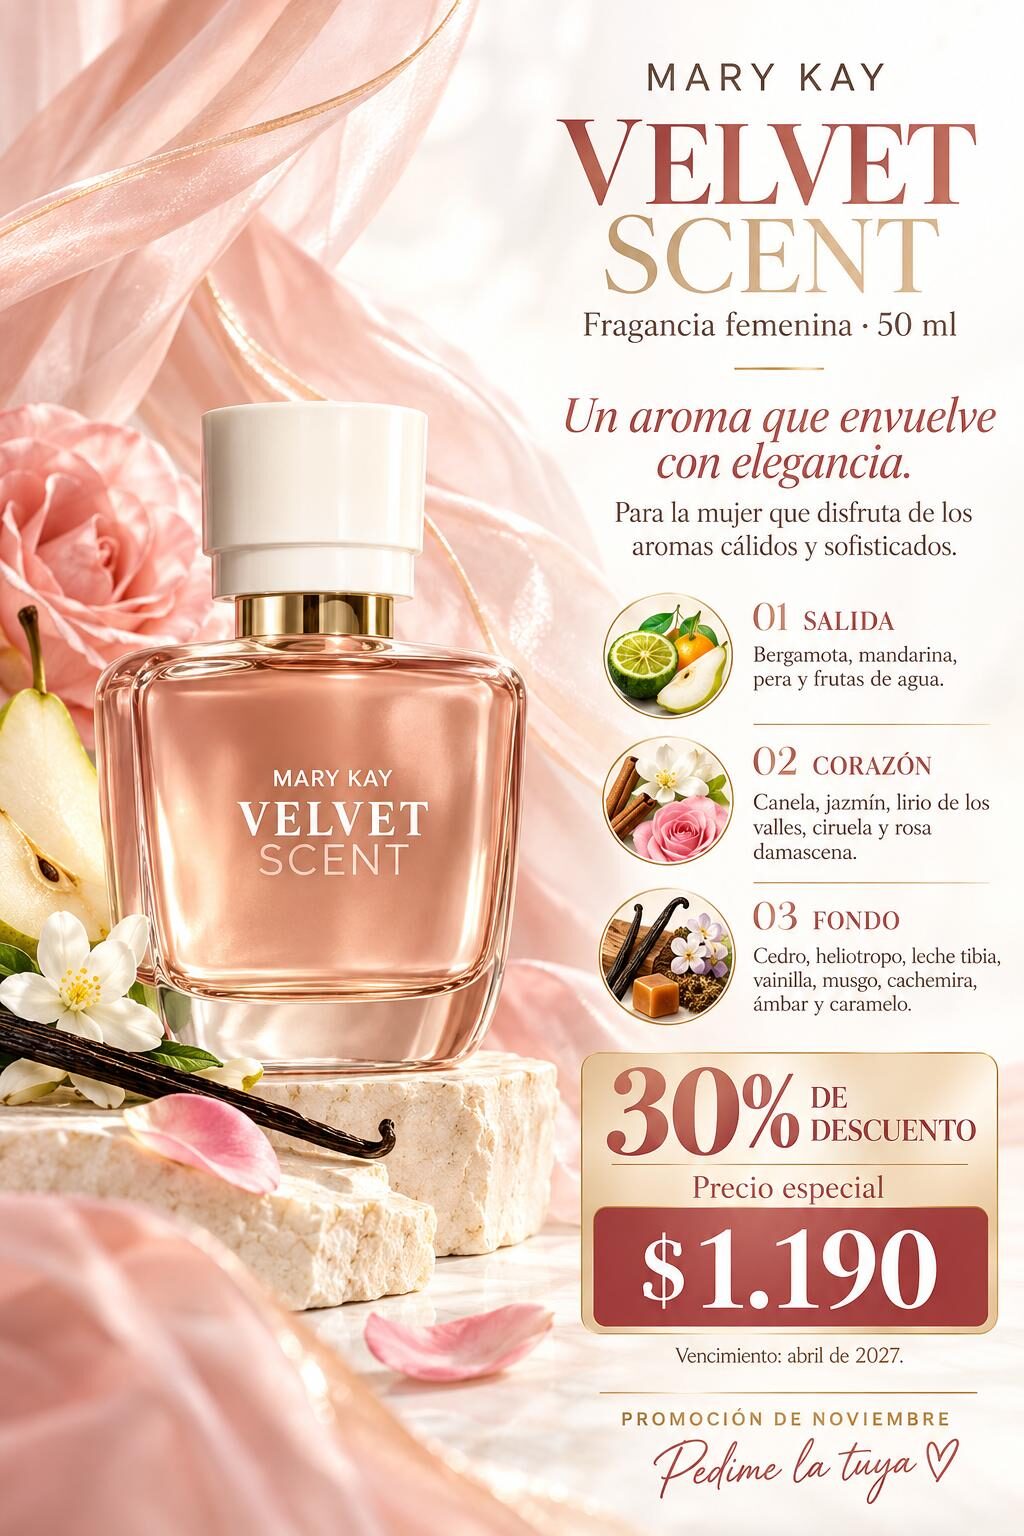 MARY KAY
VELVET
SCENT
Fragancia femenina · 50 ml
Un aroma que envuelve
con elegancia.
Para la mujer que disfruta de los
aromas cálidos y sofisticados.
01 SALIDA
Bergamota, mandarina,
pera y frutas de agua.
02 CORAZÓN
Canela, jazmín, lirio de los
valles, ciruela y rosa
damascena.
03 FONDO
Cedro, heliotropo, leche tibia,
vainilla, musgo, cachemira,
ámbar y caramelo.
MARY KAY
VELVET
SCENT
30% DE
DESCUENTO
Precio especial
$1.190
Vencimiento: abril de 2027.
PROMOCIÓN DE NOVIEMBRE
Pedime la tuya ♡